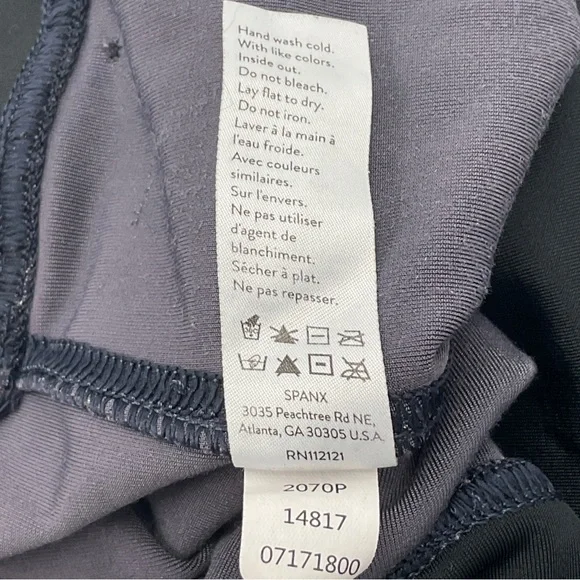 Hand wash cold.
With like colors.
Inside out.
Do not bleach.
Lay flat to dry.
Do not iron.
Laver à la main à
l'eau froide.
Avec couleurs
similaires.
Sur l'envers.
Ne pas utiliser
d'agent de
blanchiment.
Sécher à plat.
Ne pas repasser.
SPANX
3035 Peachtree Rd NE,
Atlanta, GA 30305 U.S.A.
RN112121
2070P
14817
07171800